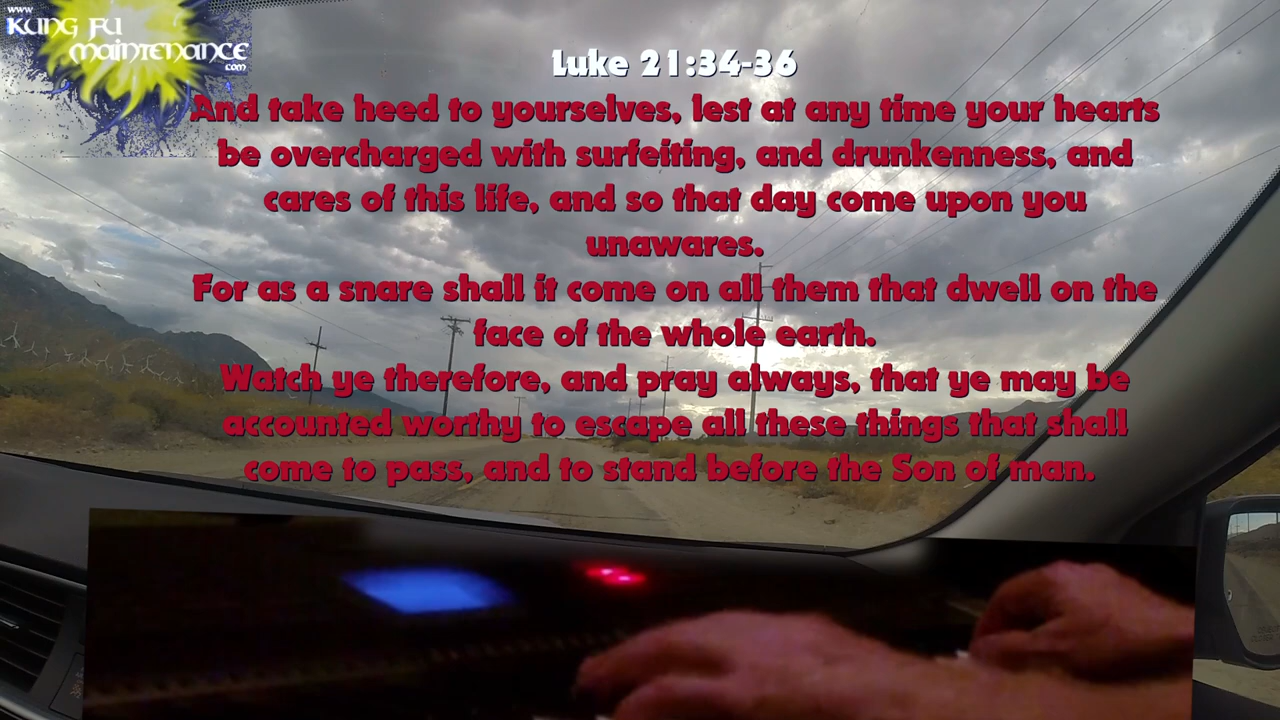 www
KUNG FU
MAINTENANCE
.com
Luke 21:34-36
And take heed to yourselves, lest at any time your hearts
be overcharged with surfeiting, and drunkenness, and
cares of this life, and so that day come upon you
unawares.
For as a snare shall it come on all them that dwell on the
face of the whole earth.
Watch ye therefore, and pray always, that ye may be
accounted worthy to escape all these things that shall
come to pass, and to stand before the Son of man.